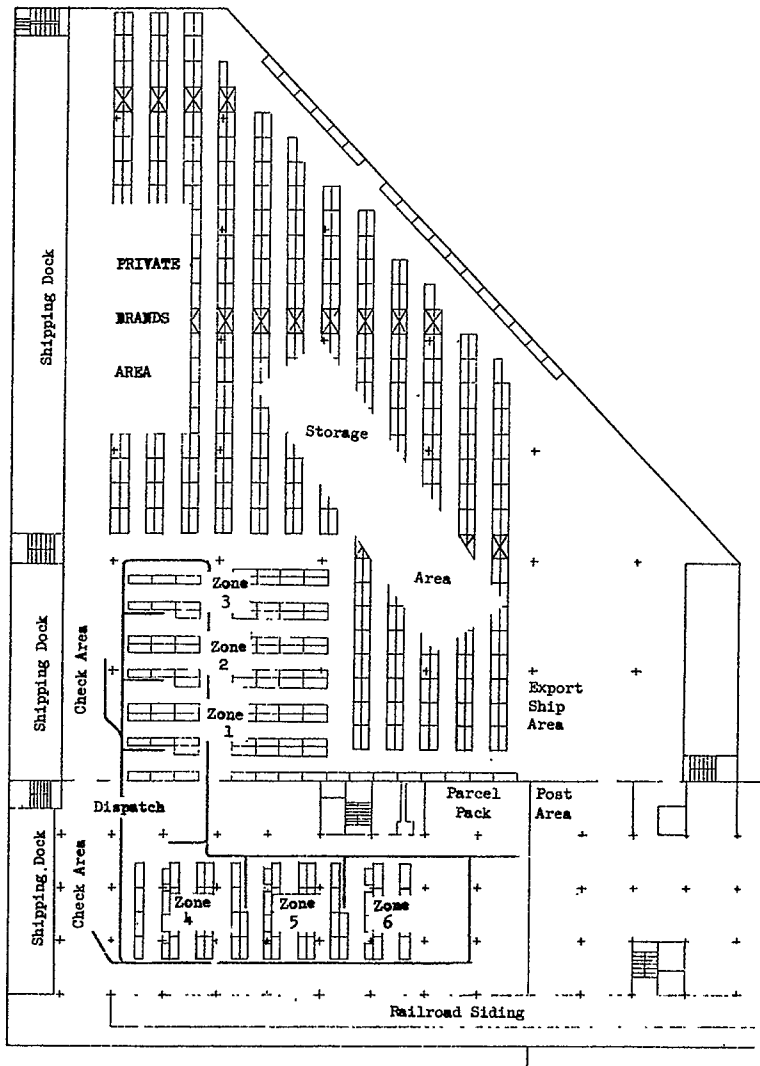 Shipping Dock
PRIVATE
BRANDS
AREA
Storage
Area
Shipping Dock
Check Area
Zone
3
Zone
2
Zone
1
Export
Ship
Area
Dispatch
Parcel
Pack
Post
Area
Shipping Dock
Check Area
Zone
4
Zone
5
Zone
6
Railroad Siding